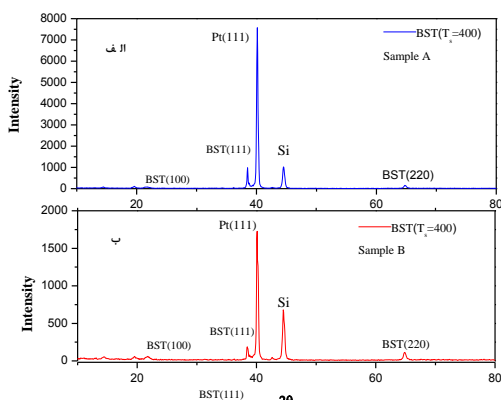 8000
7000
6000
5000
4000
3000
2000
1000
0
Intensity
الف
Pt(111)
BST(Tₛ=400)
Sample A
BST(111)
Si
BST(100)
BST(220)
20 40 60 80
2000
1500
1000
500
0
Intensity
ب
Pt(111)
BST(Tₛ=400)
Sample B
Si
BST(111)
BST(100)
BST(220)
20 40 60 80
BST(111)